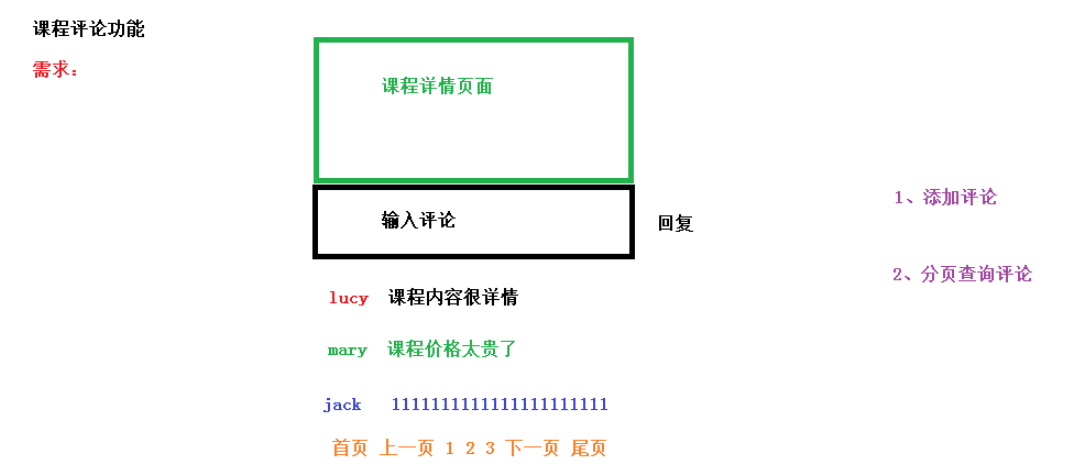 课程评论功能
需求：
课程详情页面
1、添加评论
输入评论
回复
2、分页查询评论
lucy 课程内容很详情
mary 课程价格太贵了
jack 1111111111111111111111
首页 上一页 1 2 3 下一页 尾页